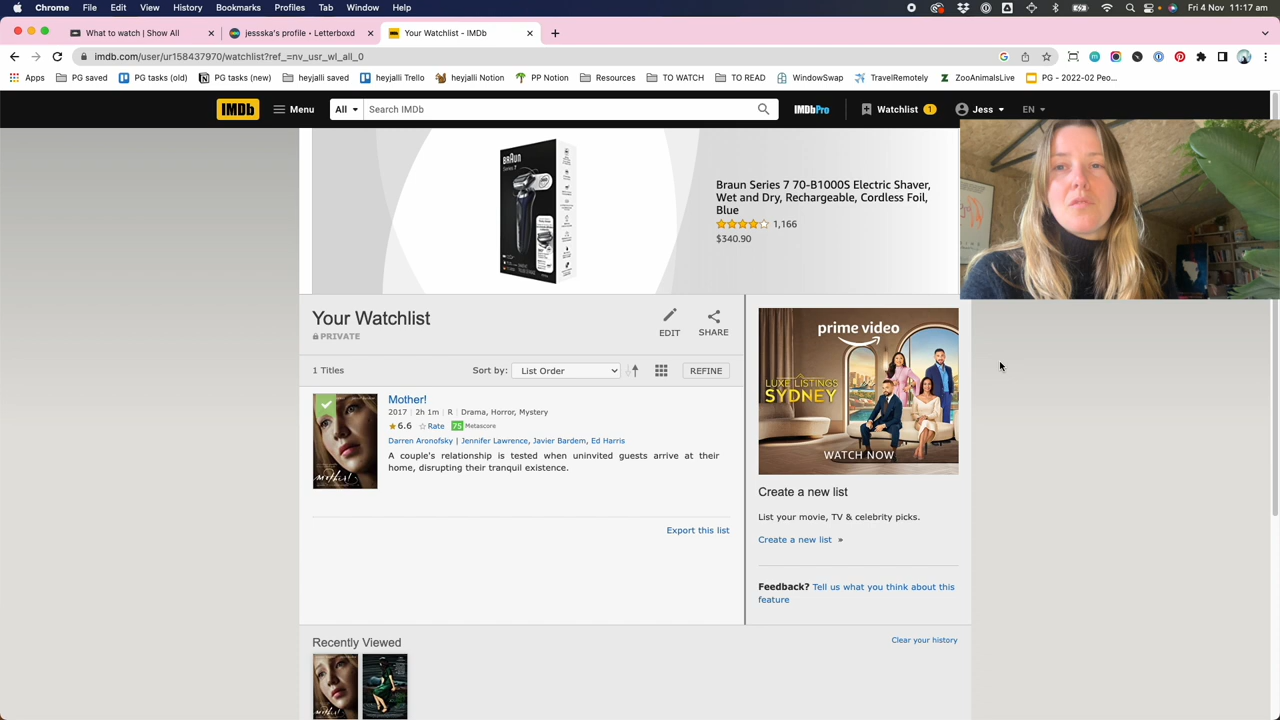 Chrome File Edit View History Bookmarks Profiles Tab Window Help Fri 4 Nov 11:17 am
What to watch | Show All jessska's profile • Letterboxd Your Watchlist - IMDb
imdb.com/user/ur158437970/watchlist?ref_=nv_usr_wl_all_0
Apps PG saved PG tasks (old) PG tasks (new) heyjalli saved heyjalli Trello heyjalli Notion PP Notion Resources TO WATCH TO READ WindowSwap TravelRemotely ZooAnimalsLive PG - 2022-02 Peo...
IMDb Menu All Search IMDb IMDbPro Watchlist 1 Jess EN
BRAUN
Series 7
Braun Series 7 70-B1000S Electric Shaver,
Wet and Dry, Rechargeable, Cordless Foil,
Blue
1,166
$340.90
Your Watchlist
PRIVATE
EDIT SHARE
1 Titles Sort by: List Order REFINE
Mother!
2017 | 2h 1m | R | Drama, Horror, Mystery
6.6 Rate 75 Metascore
Darren Aronofsky | Jennifer Lawrence, Javier Bardem, Ed Harris
A couple's relationship is tested when uninvited guests arrive at their
home, disrupting their tranquil existence.
mother!
Export this list
prime video
LUXE LISTINGS
SYDNEY
WATCH NOW
Create a new list
List your movie, TV & celebrity picks.
Create a new list »
Feedback? Tell us what you think about this
feature
Recently Viewed Clear your history